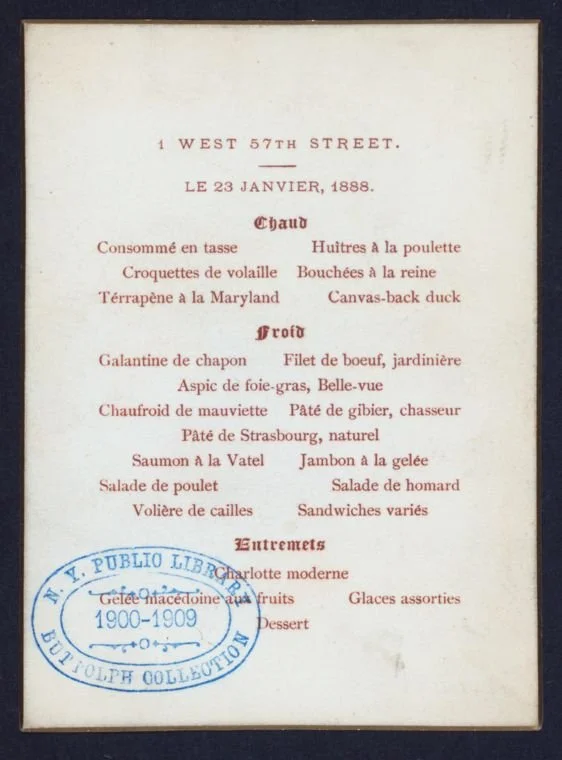 1 WEST 57TH STREET.
LE 23 JANVIER, 1888.
Chaud
Consommé en tasse Huîtres à la poulette
Croquettes de volaille Bouchées à la reine
Térrapène à la Maryland Canvas-back duck
Froid
Galantine de chapon Filet de boeuf, jardinière
Aspic de foie-gras, Belle-vue
Chaufroid de mauviette Pâté de gibier, chasseur
Pâté de Strasbourg, naturel
Saumon à la Vatel Jambon à la gelée
Salade de poulet Salade de homard
Volière de cailles Sandwiches variés
Entremets
Charlotte moderne
Gelée macédoine aux fruits Glaces assorties
Dessert
N. Y. PUBLIC LIBRARY
1900-1909
BUTTOLPH COLLECTION